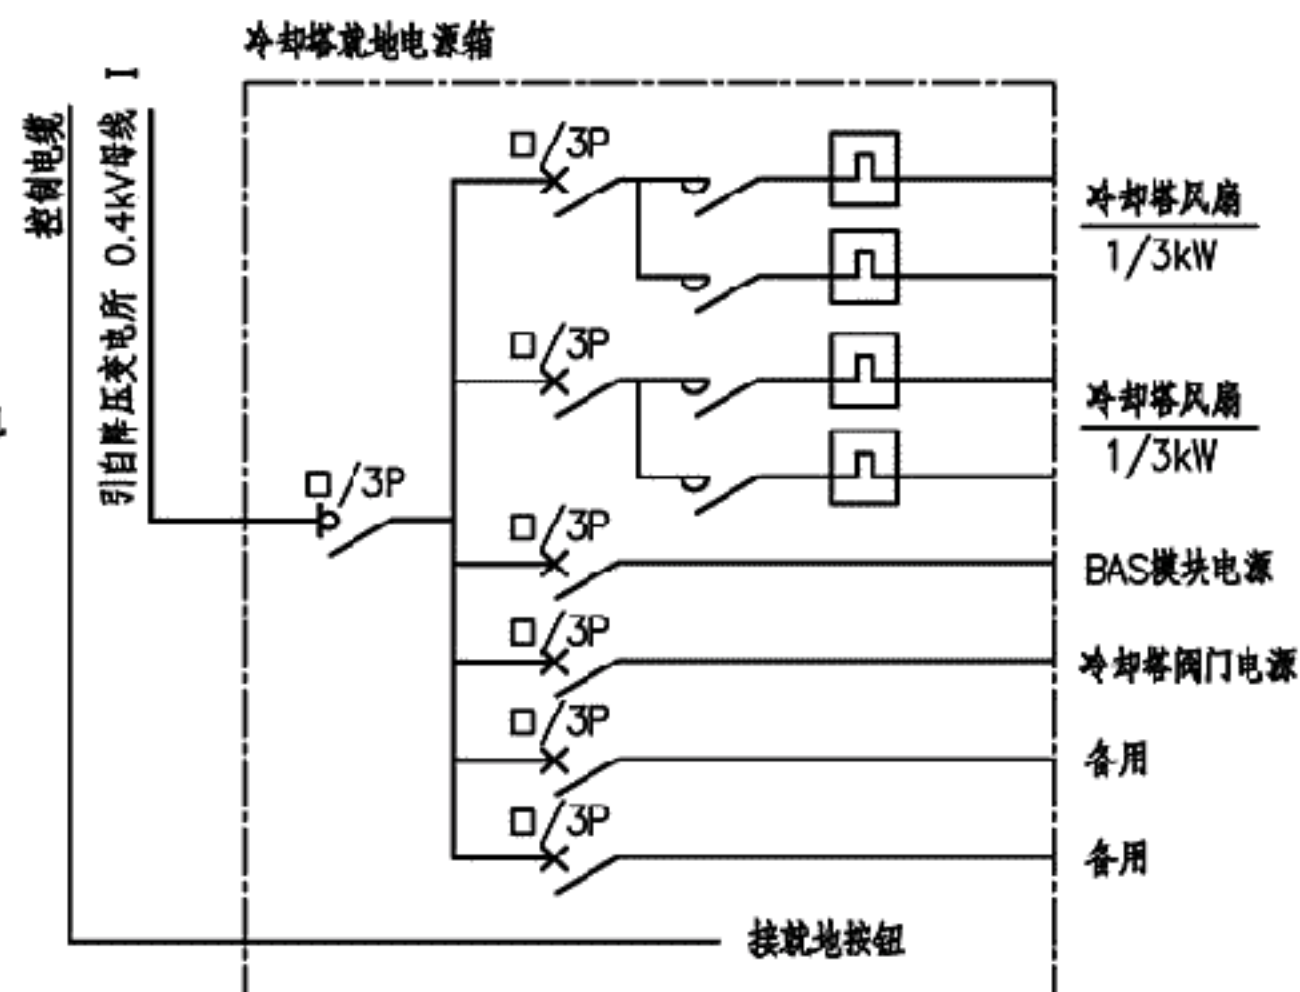 冷却塔就地电源箱
控制电缆
引自降压变电所 0.4kV母线 I
□/3P
冷却塔风扇
1/3kW
□/3P
冷却塔风扇
1/3kW
□/3P
□/3P
BAS模块电源
□/3P
冷却塔阀门电源
□/3P
备用
□/3P
备用
接就地按钮